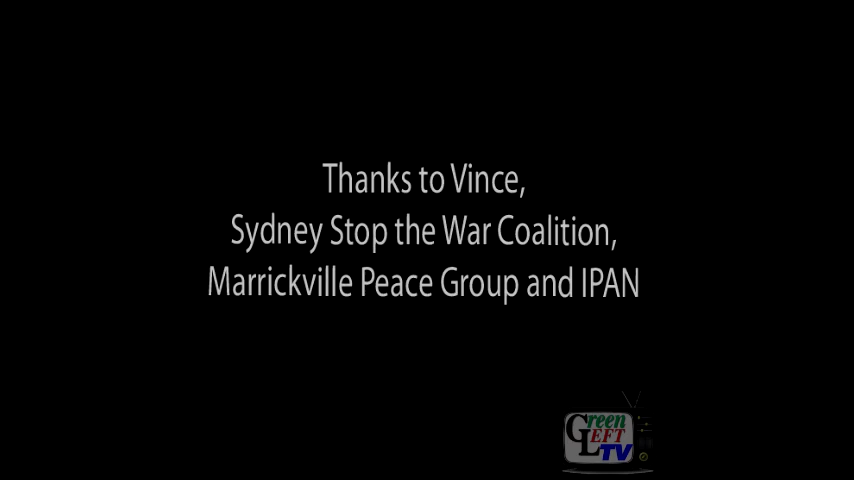 Thanks to Vince,
Sydney Stop the War Coalition,
Marrickville Peace Group and IPAN
Green
LEFT
TV